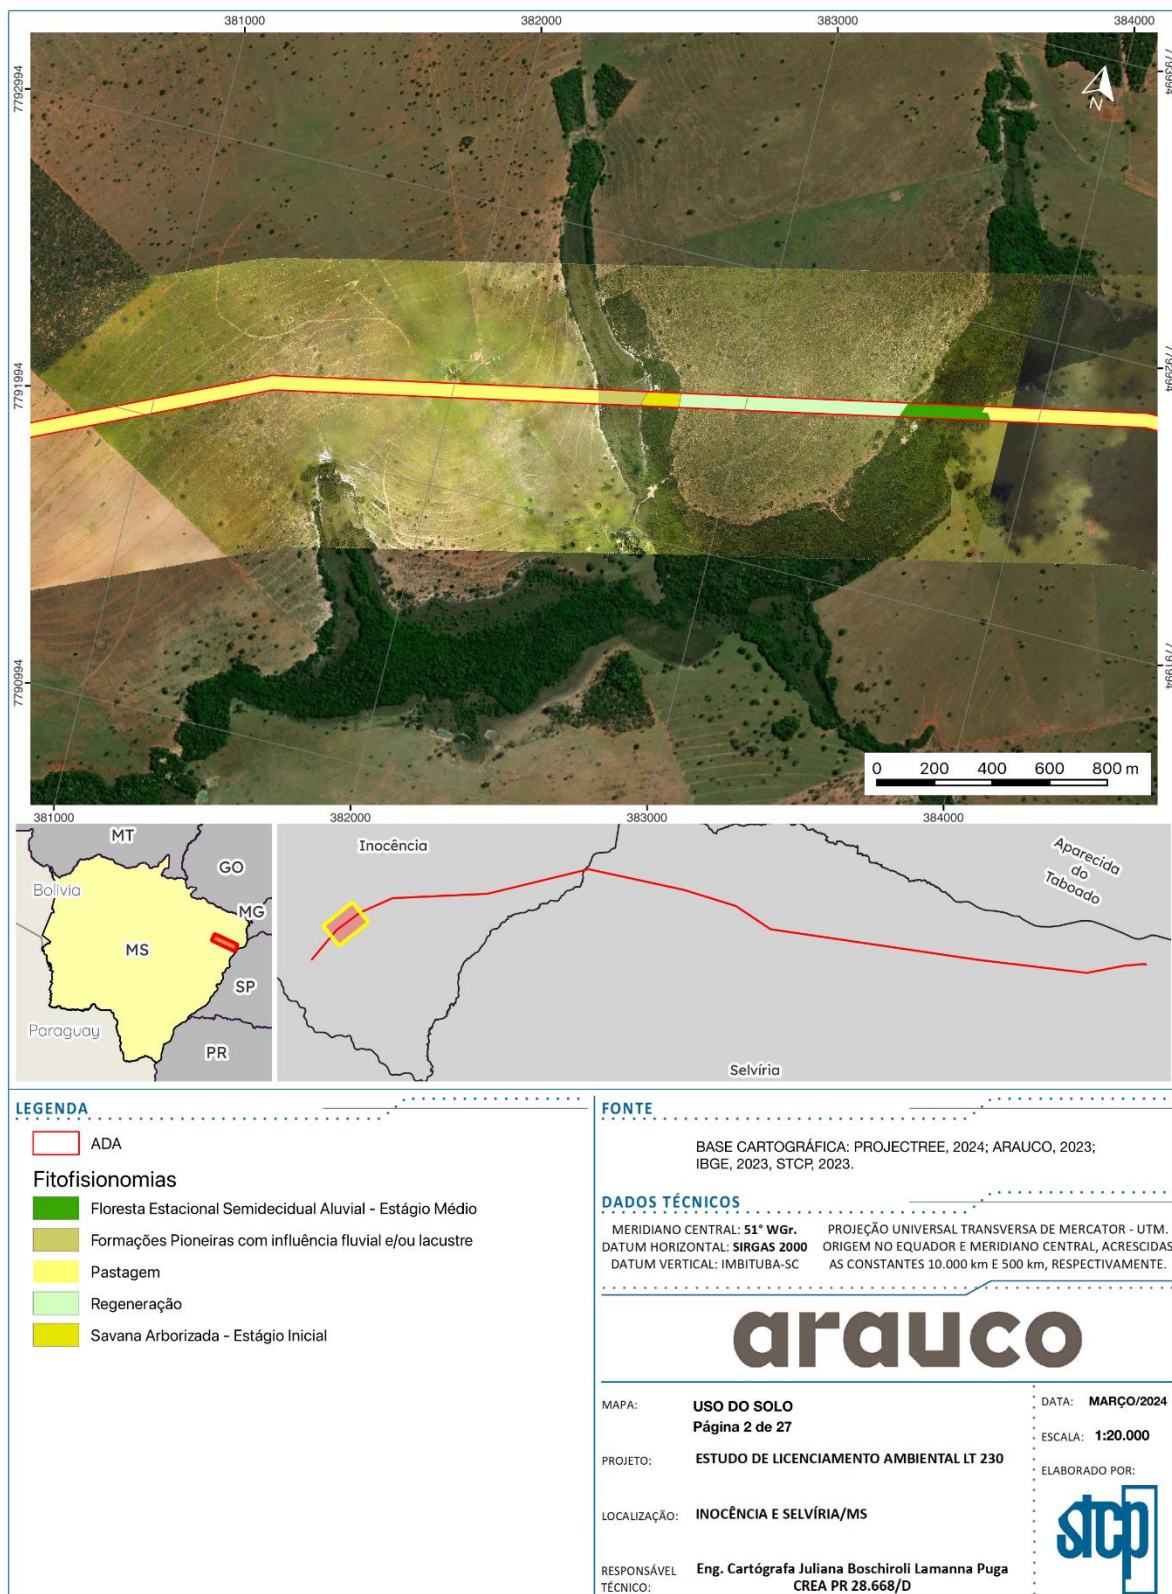 381000
382000
383000
384000
7792994
7793994
N
7791994
7792994
7790994
7791994
0 200 400 600 800 m
381000
382000
383000
384000
MT
GO
Bolivia
MG
MS
SP
Paraguay
PR
Inocência
Aparecida
do
Taboado
Selvíria
LEGENDA
ADA
Fitofisionomias
Floresta Estacional Semidecidual Aluvial - Estágio Médio
Formações Pioneiras com influência fluvial e/ou lacustre
Pastagem
Regeneração
Savana Arborizada - Estágio Inicial
FONTE
BASE CARTOGRÁFICA: PROJECTREE, 2024; ARAUCO, 2023;
IBGE, 2023, STCP, 2023.
DADOS TÉCNICOS
MERIDIANO CENTRAL: 51° WGr.
DATUM HORIZONTAL: SIRGAS 2000
DATUM VERTICAL: IMBITUBA-SC
PROJEÇÃO UNIVERSAL TRANSVERSA DE MERCATOR - UTM.
ORIGEM NO EQUADOR E MERIDIANO CENTRAL, ACRESCIDAS
AS CONSTANTES 10.000 km E 500 km, RESPECTIVAMENTE.
arauco
MAPA: USO DO SOLO
Página 2 de 27
PROJETO: ESTUDO DE LICENCIAMENTO AMBIENTAL LT 230
LOCALIZAÇÃO: INOCÊNCIA E SELVÍRIA/MS
RESPONSÁVEL
TÉCNICO:
Eng. Cartógrafa Juliana Boschiroli Lamanna Puga
CREA PR 28.668/D
DATA: MARÇO/2024
ESCALA: 1:20.000
ELABORADO POR:
stcp